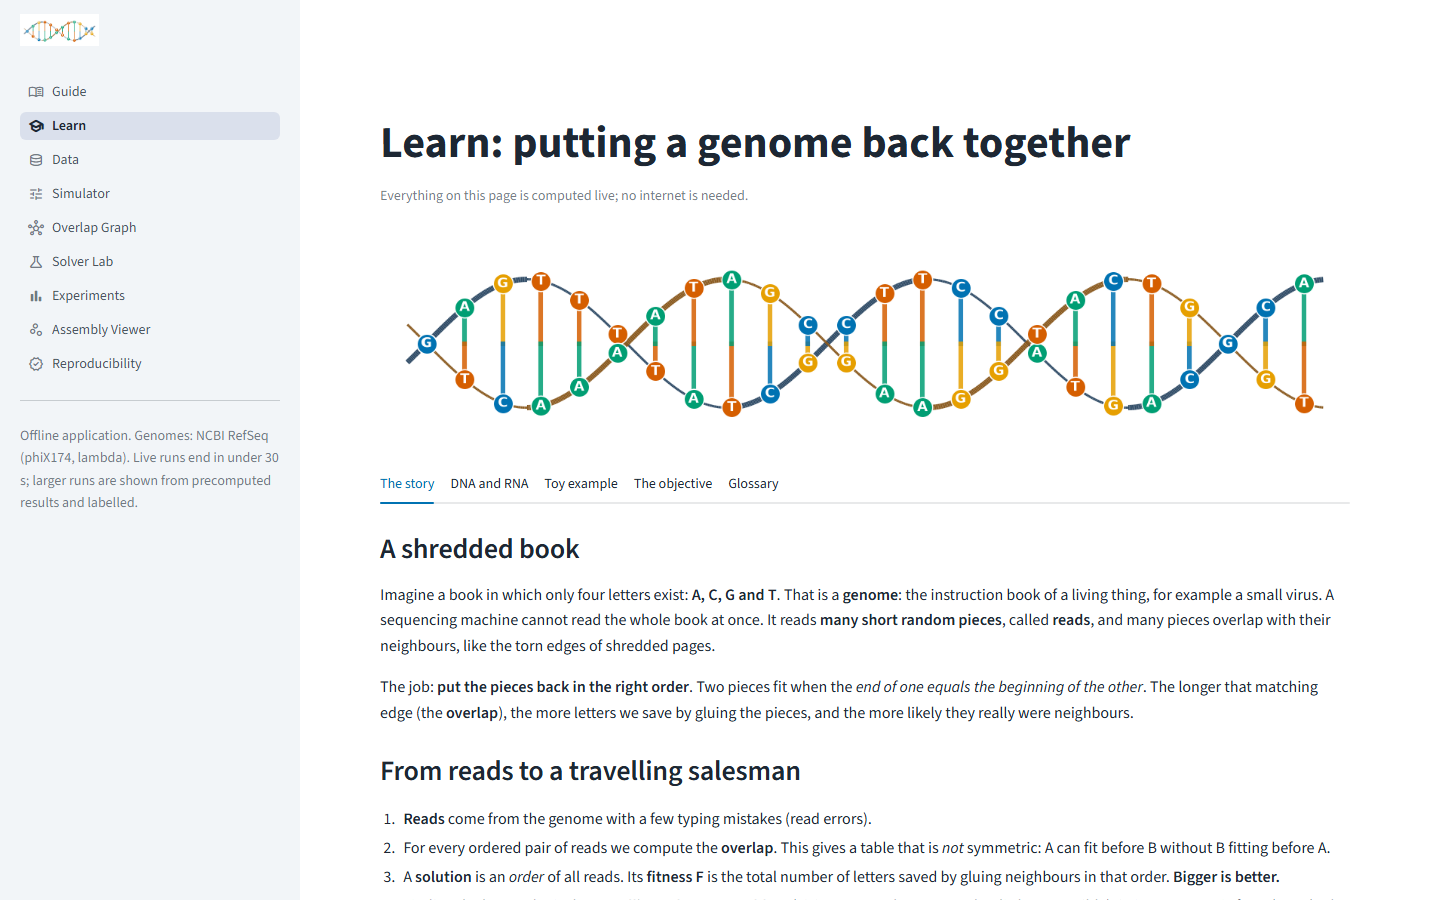 Guide
Learn
Data
Simulator
Overlap Graph
Solver Lab
Experiments
Assembly Viewer
Reproducibility
Offline application. Genomes: NCBI RefSeq
(phiX174, lambda). Live runs end in under 30
s; larger runs are shown from precomputed
results and labelled.
Learn: putting a genome back together
Everything on this page is computed live; no internet is needed.
G A G T T T A T A G C C T T C C T A C T G G C A
T C A A A T A T C G G A A G G A T G A C G T
The story DNA and RNA Toy example The objective Glossary
A shredded book
Imagine a book in which only four letters exist: A, C, G and T. That is a genome: the instruction book of a living thing, for example a small virus. A
sequencing machine cannot read the whole book at once. It reads many short random pieces, called reads, and many pieces overlap with their
neighbours, like the torn edges of shredded pages.
The job: put the pieces back in the right order. Two pieces fit when the end of one equals the beginning of the other. The longer that matching
edge (the overlap), the more letters we save by gluing the pieces, and the more likely they really were neighbours.
From reads to a travelling salesman
1. Reads come from the genome with a few typing mistakes (read errors).
2. For every ordered pair of reads we compute the overlap. This gives a table that is not symmetric: A can fit before B without B fitting before A.
3. A solution is an order of all reads. Its fitness F is the total number of letters saved by gluing neighbours in that order. Bigger is better.